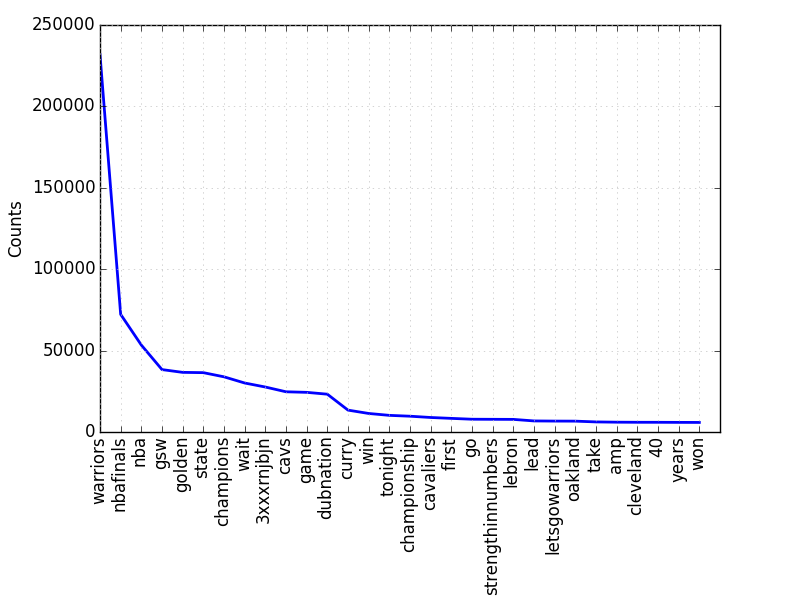 250000
200000
150000
100000
50000
0
Counts
warriors
nbafinals
nba
gsw
golden
state
champions
wait
3xxxrnjbjn
cavs
game
dubnation
curry
win
tonight
championship
cavaliers
first
go
strengthinnumbers
lebron
lead
letsgowarriors
oakland
take
amp
cleveland
40
years
won